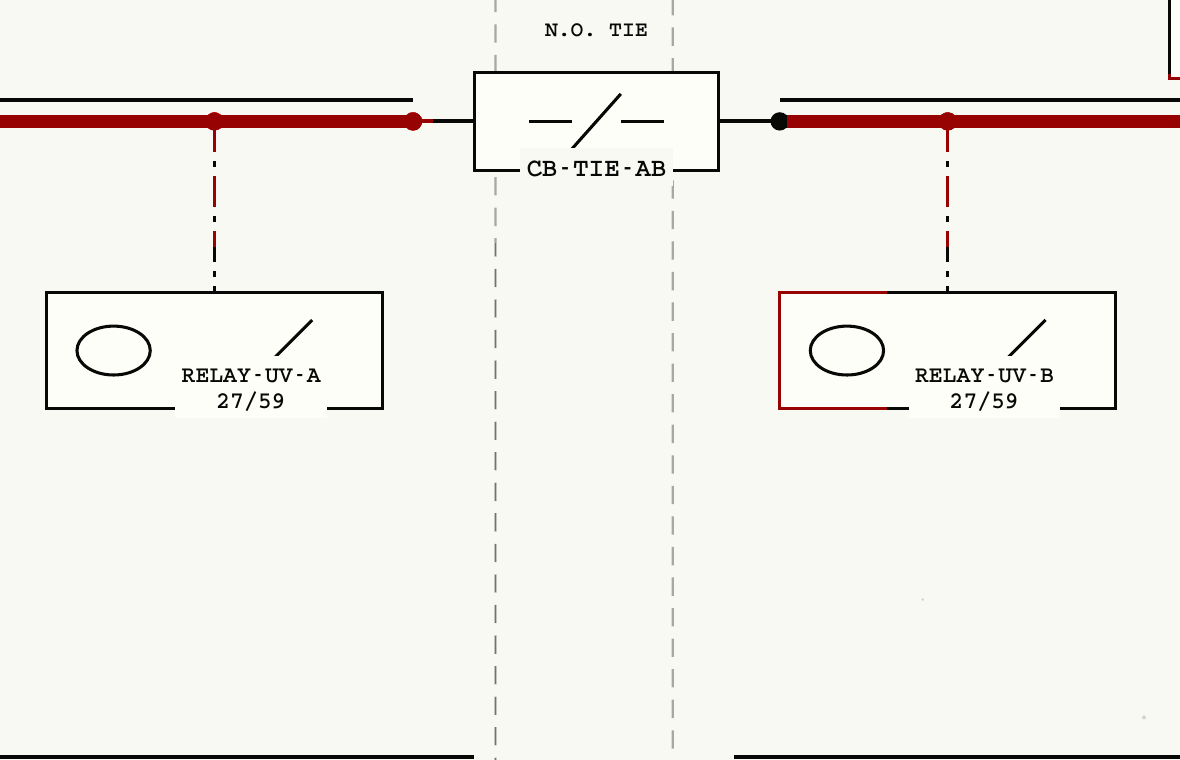 N.O. TIE
CB-TIE-AB
RELAY-UV-A
27/59
RELAY-UV-B
27/59